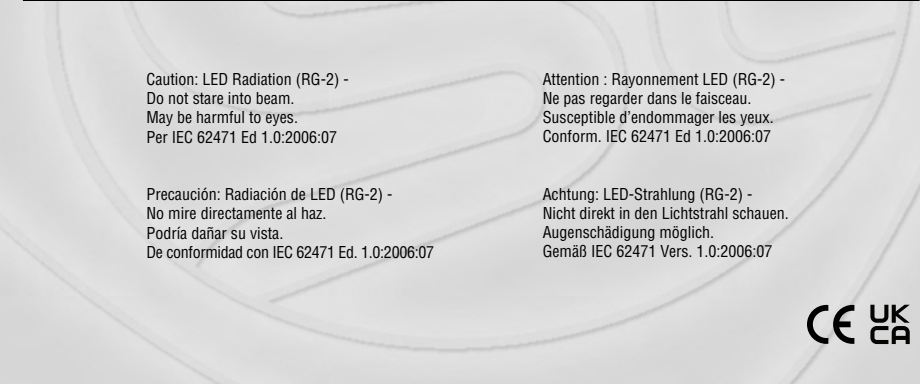 Caution: LED Radiation (RG-2) -
Do not stare into beam.
May be harmful to eyes.
Per IEC 62471 Ed 1.0:2006:07
Attention : Rayonnement LED (RG-2) -
Ne pas regarder dans le faisceau.
Susceptible d'endommager les yeux.
Conform. IEC 62471 Ed 1.0:2006:07
Precaución: Radiación de LED (RG-2) -
No mire directamente al haz.
Podría dañar su vista.
De conformidad con IEC 62471 Ed. 1.0:2006:07
Achtung: LED-Strahlung (RG-2) -
Nicht direkt in den Lichtstrahl schauen.
Augenschädigung möglich.
Gemäß IEC 62471 Vers. 1.0:2006:07
CE UK
CA